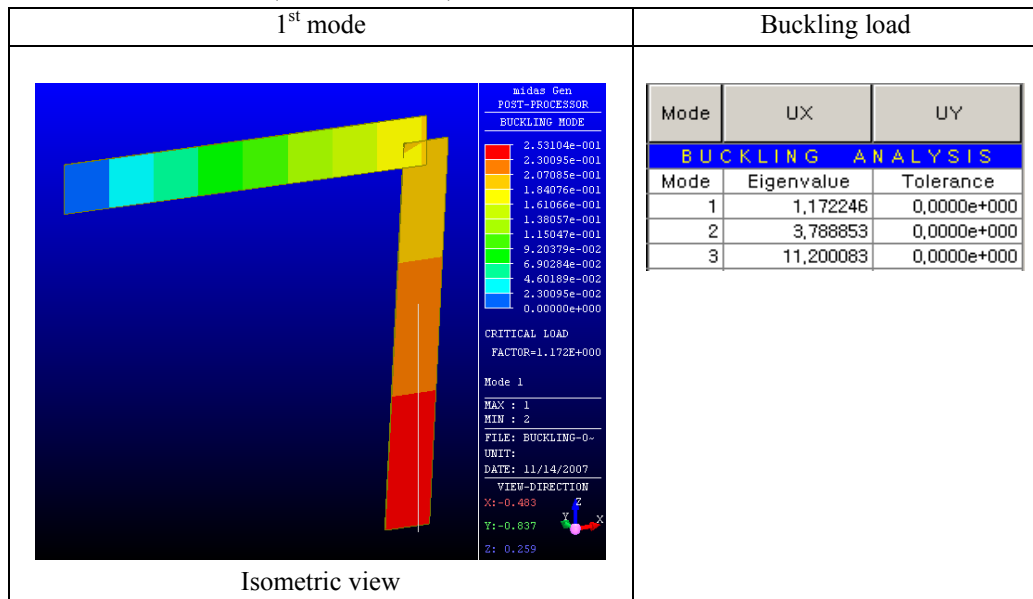 1st mode
Buckling load
midas Gen
POST-PROCESSOR
BUCKLING MODE
2.53104e-001
2.30095e-001
2.07085e-001
1.84076e-001
1.61066e-001
1.38057e-001
1.15047e-001
9.20379e-002
6.90284e-002
4.60189e-002
2.30095e-002
0.00000e+000
CRITICAL LOAD
FACTOR=1.172E+000
Mode 1
MAX : 1
MIN : 2
FILE: BUCKLING-0~
UNIT:
DATE: 11/14/2007
VIEW-DIRECTION
X:-0.483
Y:-0.837
Z: 0.259
Z
Y
X
Isometric view
Mode UX UY
BUCKLING ANALYSIS
Mode Eigenvalue Tolerance
1 1,172246 0,0000e+000
2 3,788853 0,0000e+000
3 11,200083 0,0000e+000